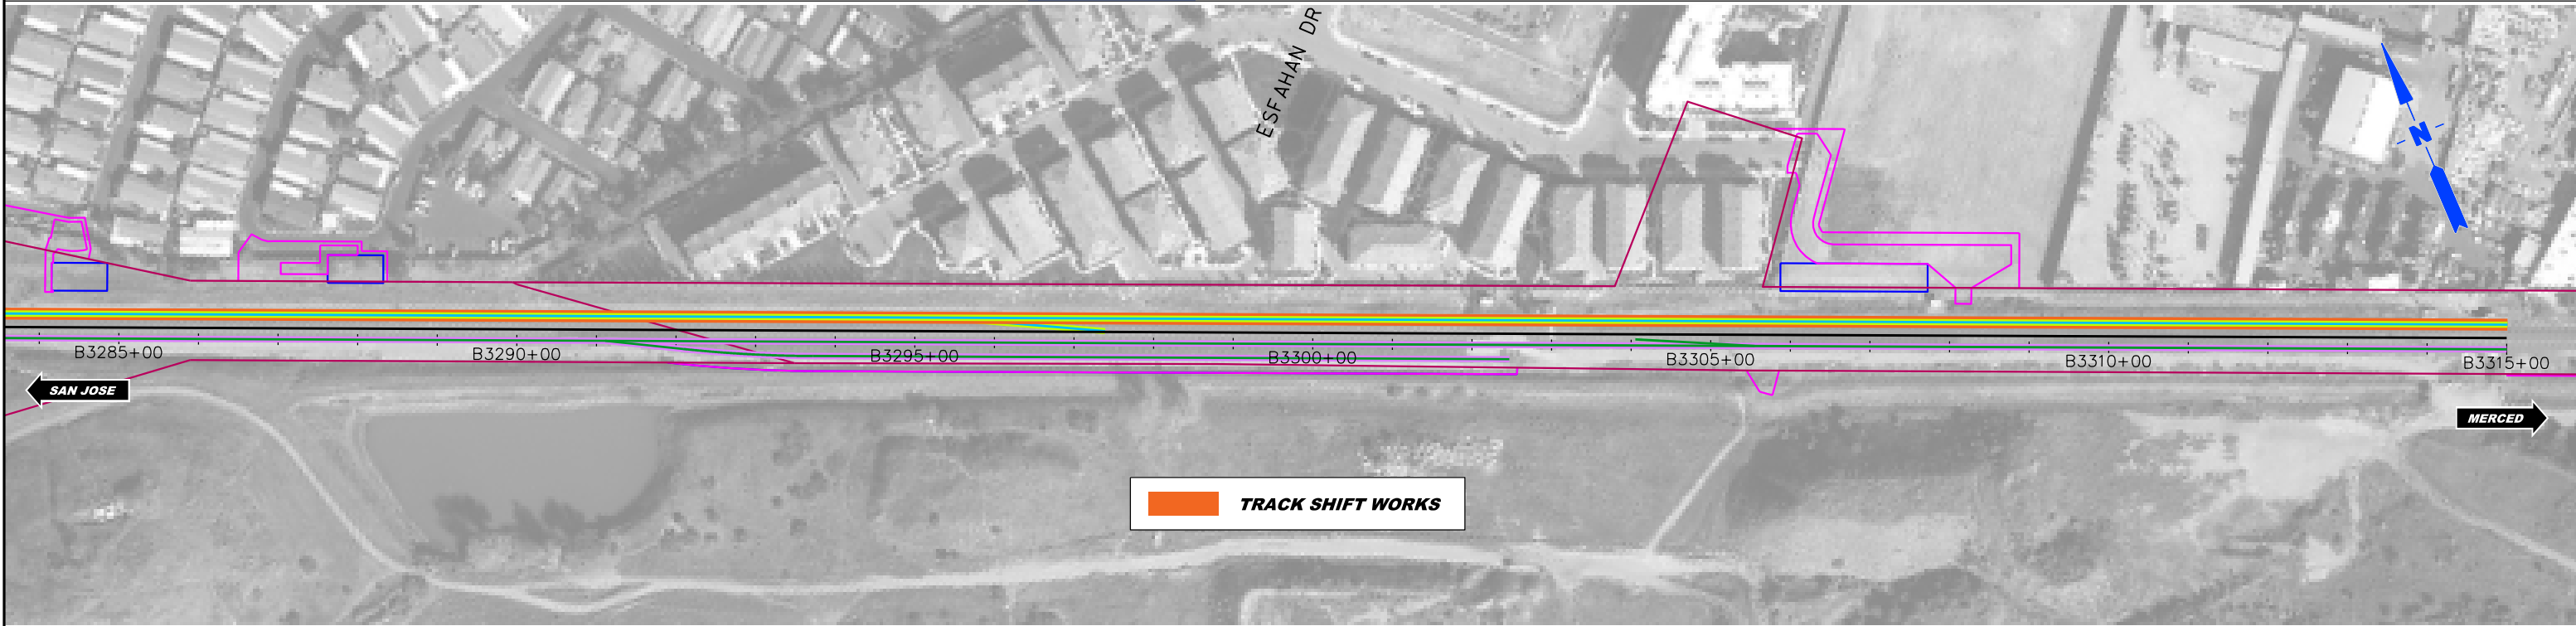 ESFAHAN DR
N
B3285+00
B3290+00
B3295+00
B3300+00
B3305+00
B3310+00
B3315+00
SAN JOSE
MERCED
TRACK SHIFT WORKS